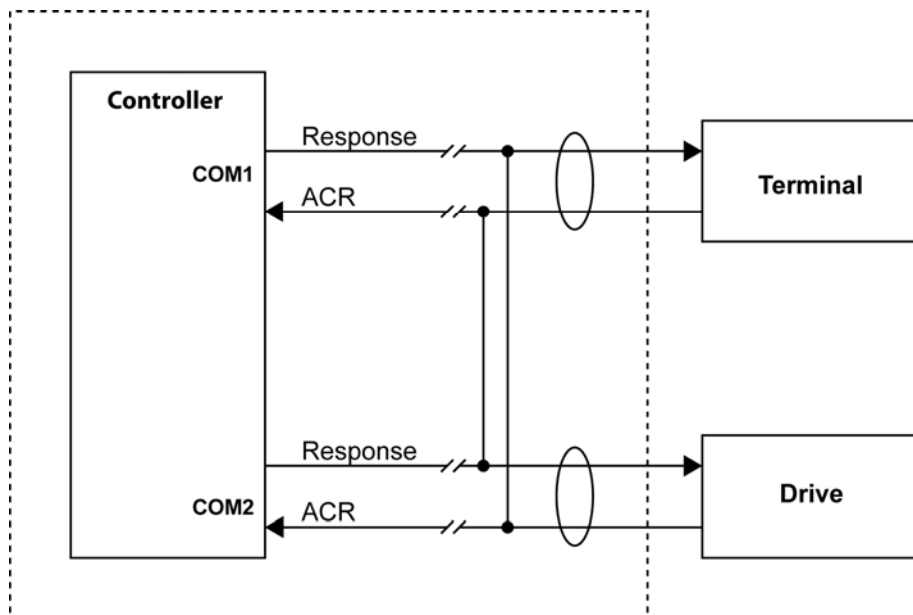 Controller
Response
COM1
ACR
Terminal
Response
COM2
ACR
Drive